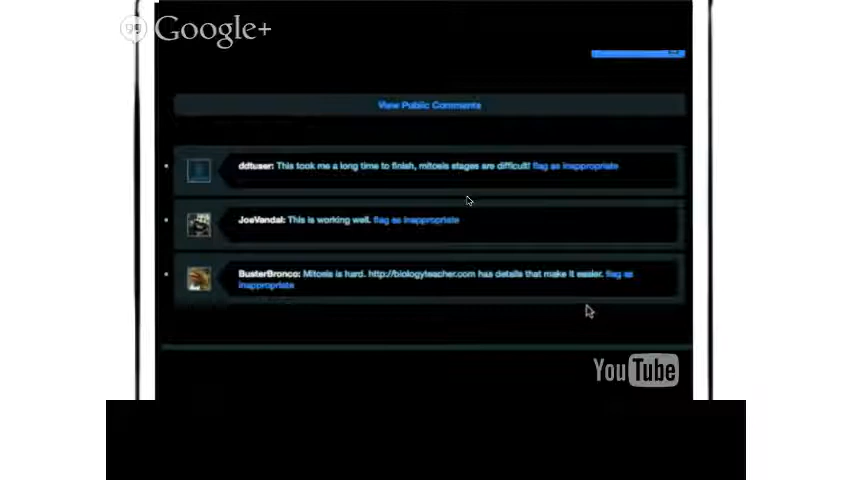 Google+
View Public Comments
ddtuser: This took me a long time to finish, mitosis stages are difficult! flag as inappropriate
JoeVandal: This is working well. flag as inappropriate
BusterBronco: Mitosis is hard. http://biologyteacher.com has details that make it easier. flag as
inappropriate
YouTube